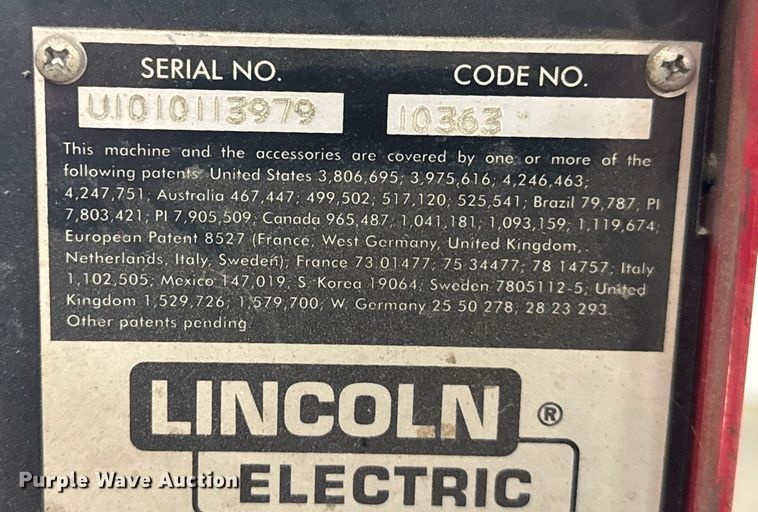 SERIAL NO. CODE NO.
U1010113979 10363
This machine and the accessories are covered by one or more of the
following patents: United States 3,806,695; 3,975,616; 4,246,463;
4,247,751; Australia 467,447; 499,502; 517,120; 525,541; Brazil 79,787; PI
7,803,421; PI 7,905,509; Canada 965,487; 1,041,181; 1,093,159; 1,119,674;
European Patent 8527 (France, West Germany, United Kingdom,
Netherlands, Italy, Sweden); France 73 01477; 75 34477; 78 14757; Italy
1,102,505; Mexico 147,019; S. Korea 19064; Sweden 7805112-5; United
Kingdom 1,529,726; 1,579,700; W. Germany 25 50 278; 28 23 293.
Other patents pending.
LINCOLN ®
ELECTRIC
Purple Wave Auction